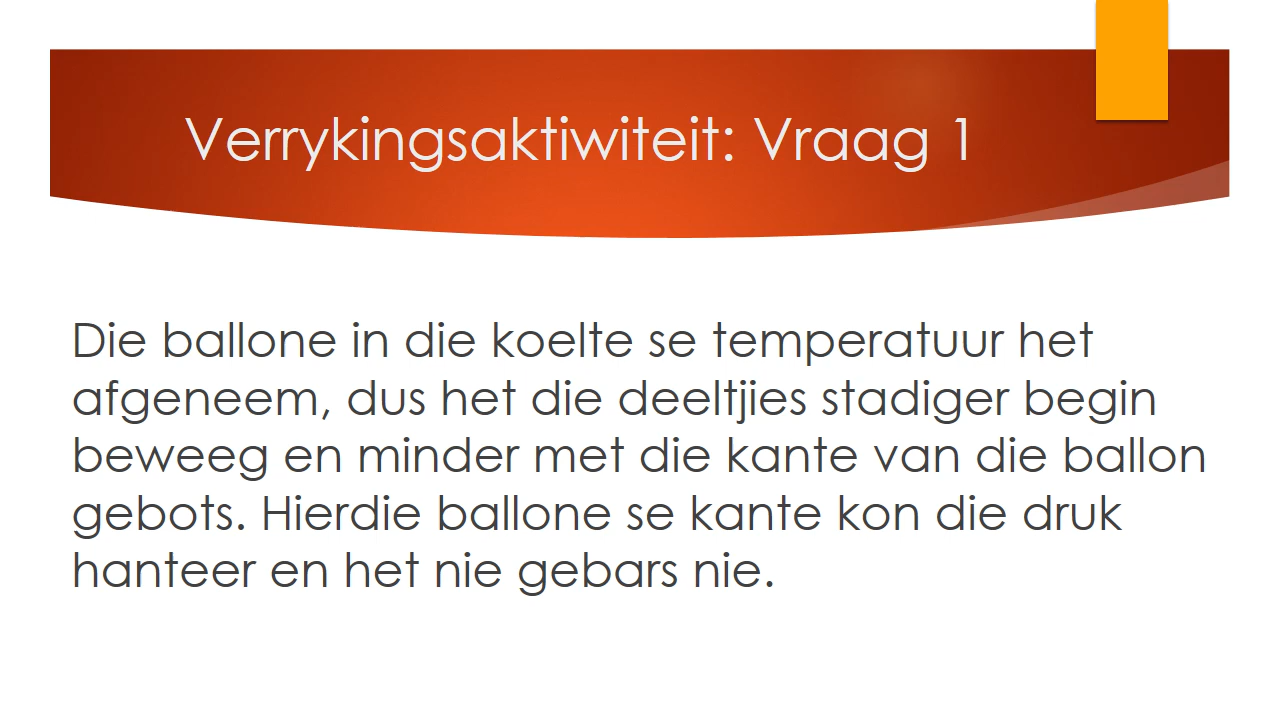 Verrykingsaktiwiteit: Vraag 1
Die ballone in die koelte se temperatuur het
afgeneem, dus het die deeltjies stadiger begin
beweeg en minder met die kante van die ballon
gebots. Hierdie ballone se kante kon die druk
hanteer en het nie gebars nie.